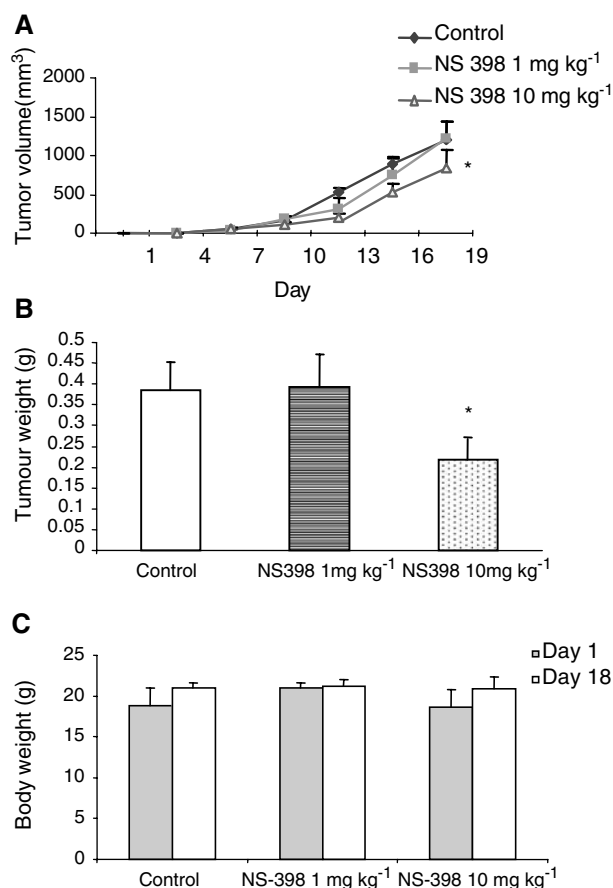 A
Control
NS 398 1 mg kg⁻¹
NS 398 10 mg kg⁻¹
Tumor volume(mm³)
2000
1500
1000
500
0
*
1 4 7 10 13 16 19
Day
B
Tumour weight (g)
0.5
0.45
0.4
0.35
0.3
0.25
0.2
0.15
0.1
0.05
0
*
Control NS398 1mg kg⁻¹ NS398 10mg kg⁻¹
C
Day 1
Day 18
Body weight (g)
25
20
15
10
5
0
Control NS-398 1 mg kg⁻¹ NS-398 10 mg kg⁻¹